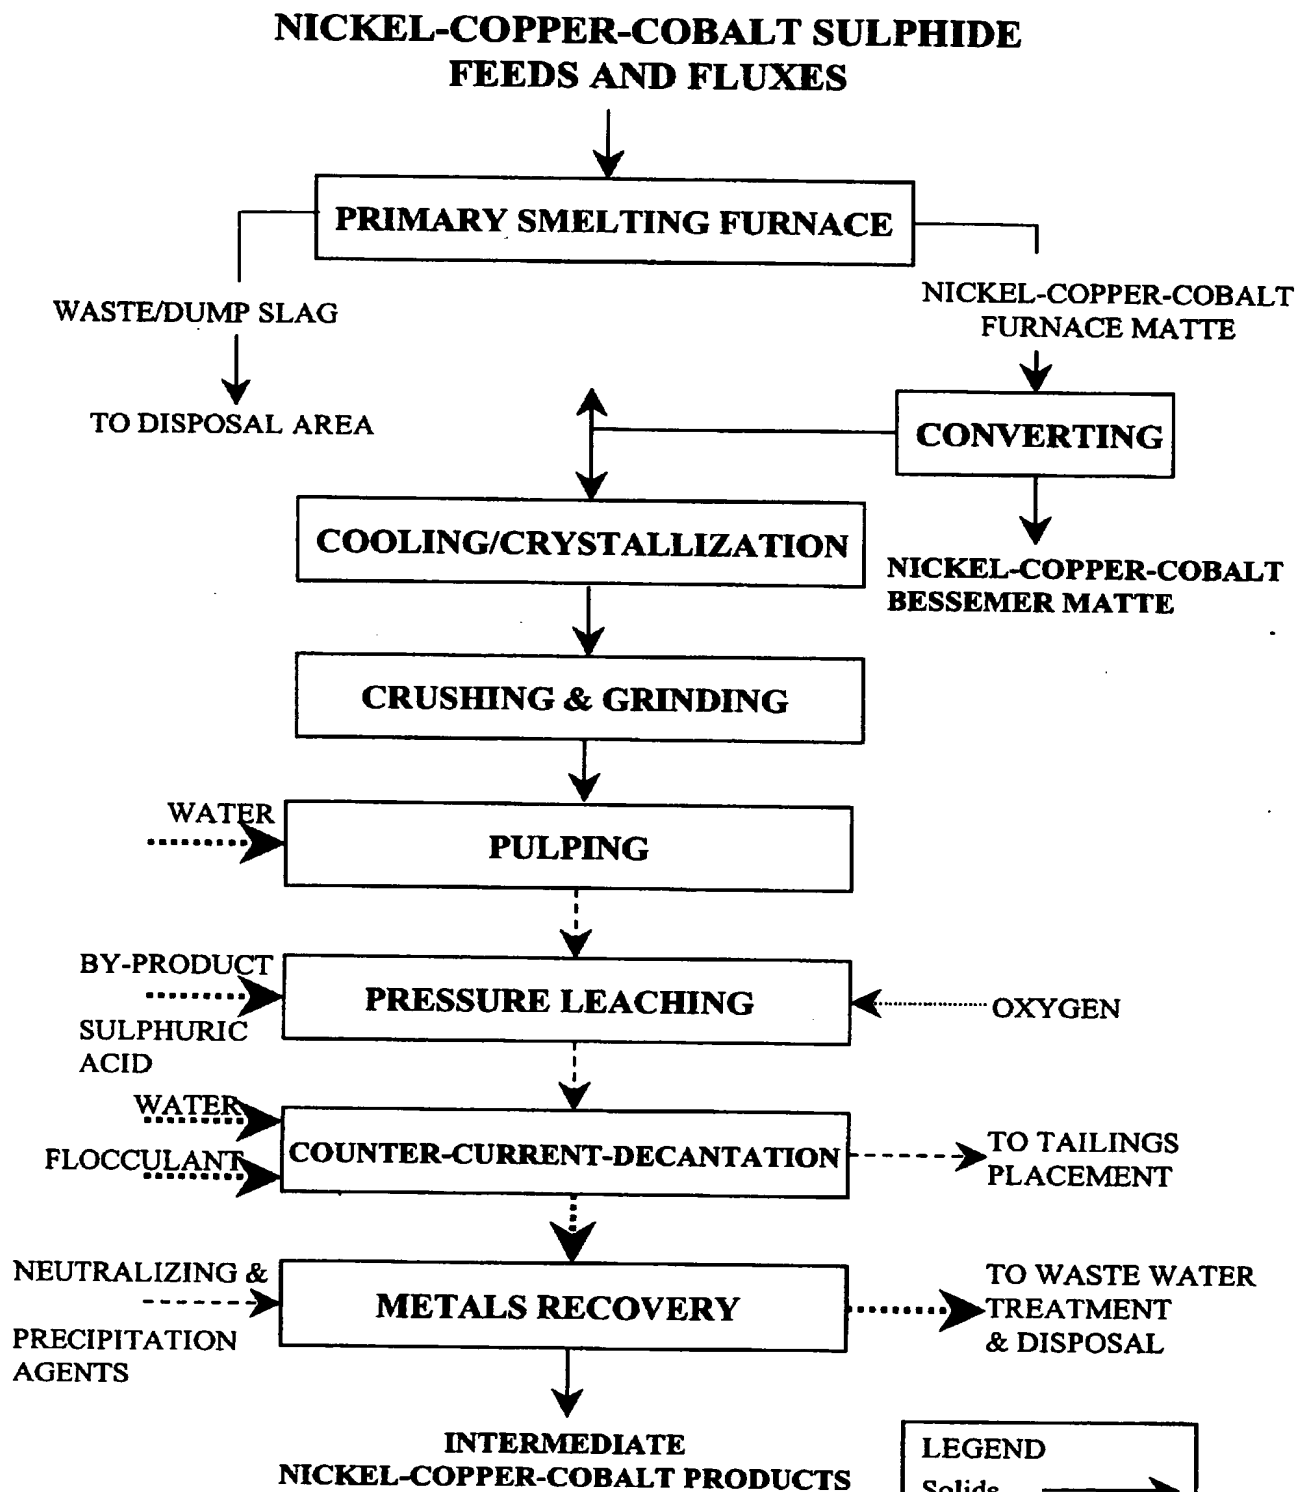 NICKEL-COPPER-COBALT SULPHIDE
FEEDS AND FLUXES
PRIMARY SMELTING FURNACE
WASTE/DUMP SLAG
NICKEL-COPPER-COBALT
FURNACE MATTE
TO DISPOSAL AREA
CONVERTING
COOLING/CRYSTALLIZATION
NICKEL-COPPER-COBALT
BESSEMER MATTE
CRUSHING & GRINDING
WATER
PULPING
BY-PRODUCT
SULPHURIC
ACID
PRESSURE LEACHING
OXYGEN
WATER
FLOCCULANT
COUNTER-CURRENT-DECANTATION
TO TAILINGS
PLACEMENT
NEUTRALIZING &
PRECIPITATION
AGENTS
METALS RECOVERY
TO WASTE WATER
TREATMENT
& DISPOSAL
INTERMEDIATE
NICKEL-COPPER-COBALT PRODUCTS
LEGEND
Solids